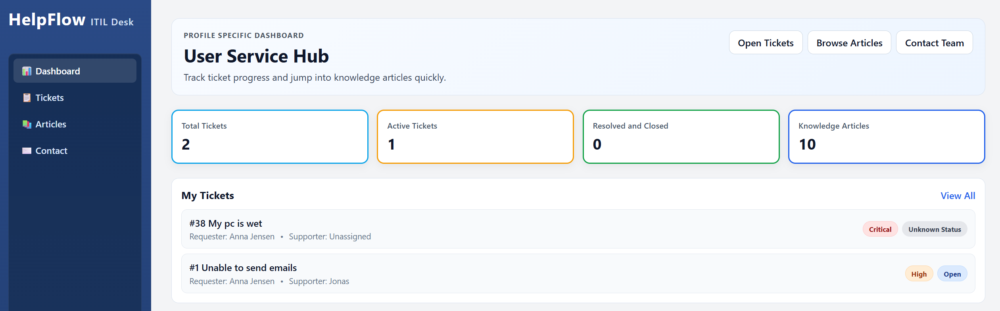 HelpFlow ITIL Desk
Dashboard
Tickets
Articles
Contact
PROFILE SPECIFIC DASHBOARD
User Service Hub
Track ticket progress and jump into knowledge articles quickly.
Open Tickets
Browse Articles
Contact Team
Total Tickets
2
Active Tickets
1
Resolved and Closed
0
Knowledge Articles
10
My Tickets
View All
#38 My pc is wet
Requester: Anna Jensen • Supporter: Unassigned
Critical
Unknown Status
#1 Unable to send emails
Requester: Anna Jensen • Supporter: Jonas
High
Open